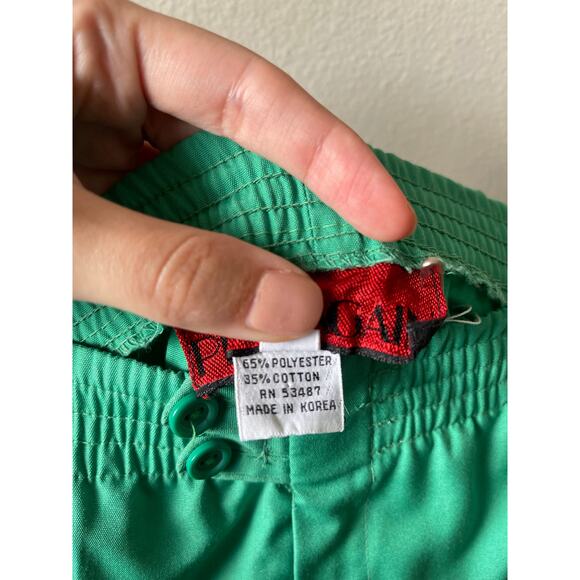 65% POLYESTER
35% COTTON
RN 53487
MADE IN KOREA